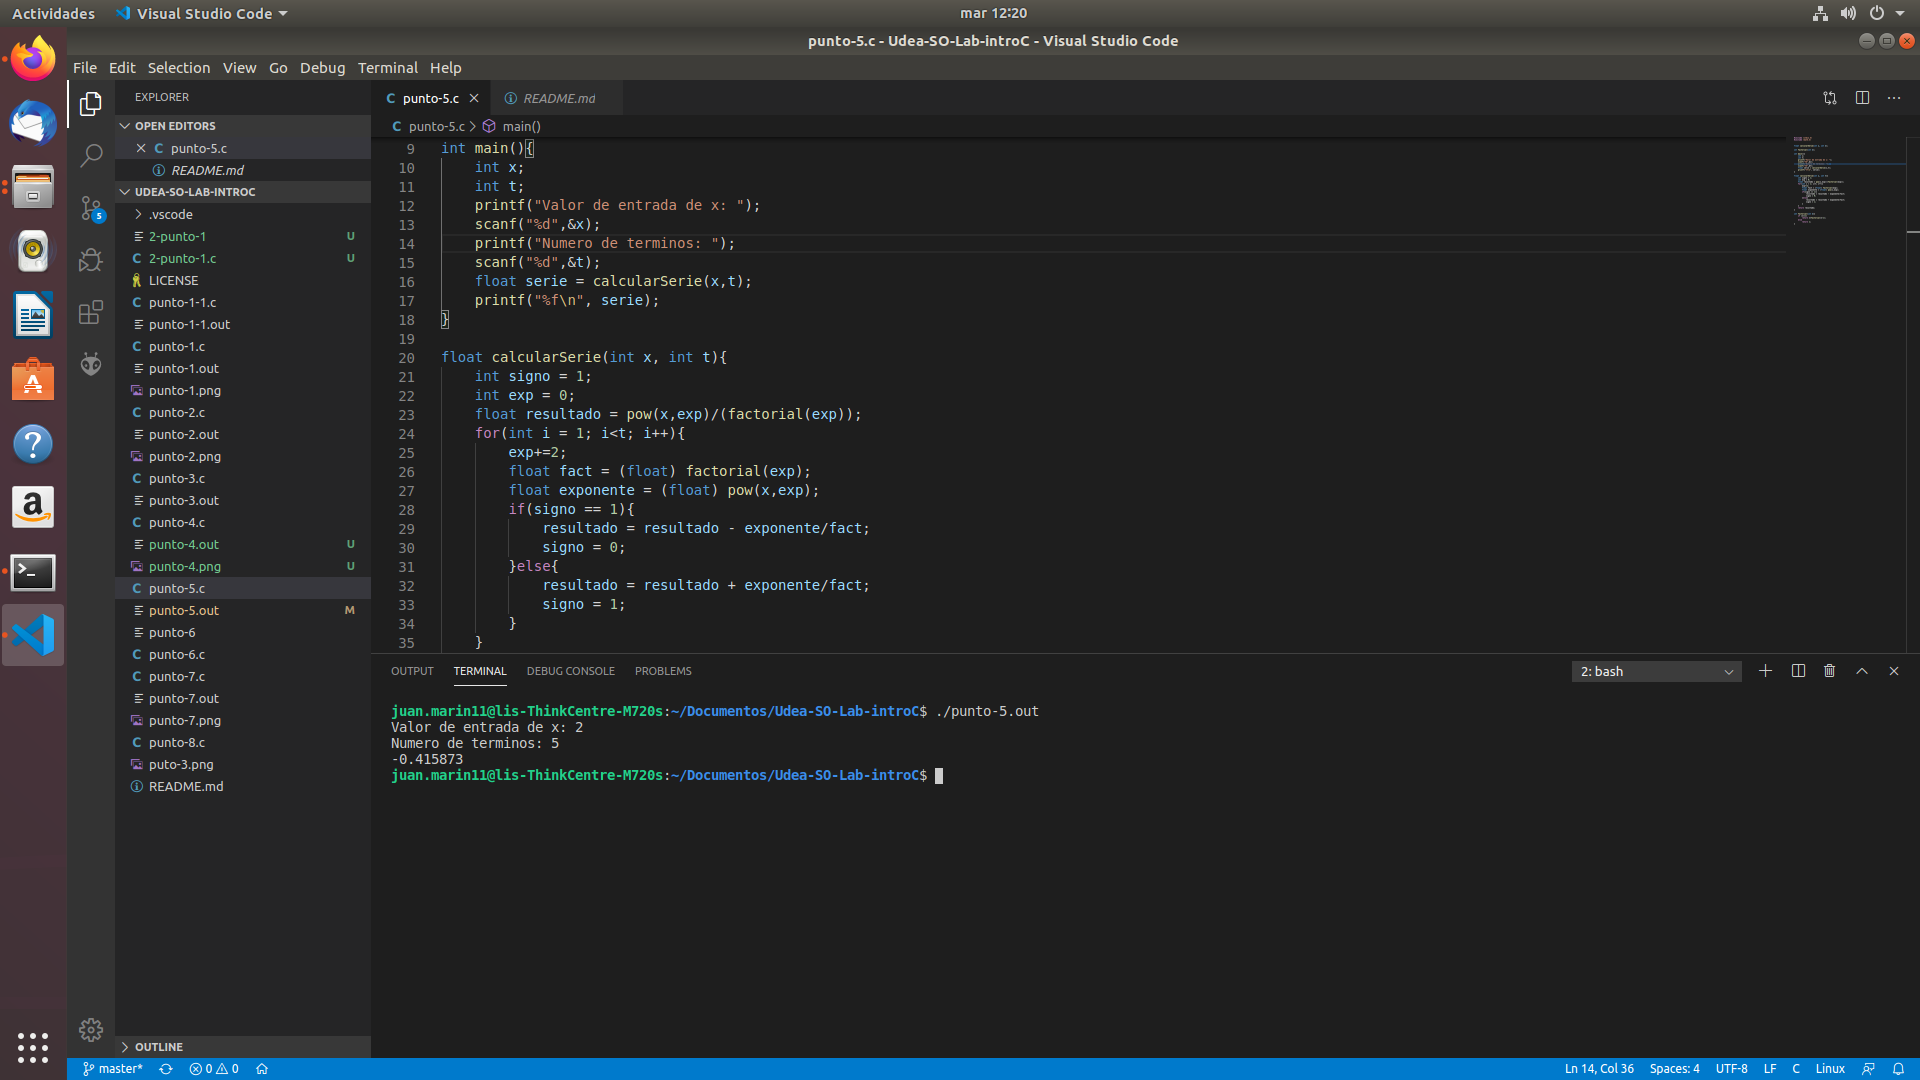 Actividades
Visual Studio Code
mar 12:20
punto-5.c - Udea-SO-Lab-introC - Visual Studio Code
File Edit Selection View Go Debug Terminal Help
EXPLORER
OPEN EDITORS
punto-5.c
README.md
UDEA-SO-LAB-INTROC
.vscode
2-punto-1 U
2-punto-1.c U
LICENSE
punto-1-1.c
punto-1-1.out
punto-1.c
punto-1.out
punto-1.png
punto-2.c
punto-2.out
punto-2.png
punto-3.c
punto-3.out
punto-4.c
punto-4.out U
punto-4.png U
punto-5.c
punto-5.out M
punto-6
punto-6.c
punto-7.c
punto-7.out
punto-7.png
punto-8.c
puto-3.png
README.md
OUTLINE
5
punto-5.c README.md
punto-5.c > main()
9 int main(){
10 int x;
11 int t;
12 printf("Valor de entrada de x: ");
13 scanf("%d",&x);
14 printf("Numero de terminos: ");
15 scanf("%d",&t);
16 float serie = calcularSerie(x,t);
17 printf("%f\n", serie);
18 }
19
20 float calcularSerie(int x, int t){
21 int signo = 1;
22 int exp = 0;
23 float resultado = pow(x,exp)/(factorial(exp));
24 for(int i = 1; i<t; i++){
25 exp+=2;
26 float fact = (float) factorial(exp);
27 float exponente = (float) pow(x,exp);
28 if(signo == 1){
29 resultado = resultado - exponente/fact;
30 signo = 0;
31 }else{
32 resultado = resultado + exponente/fact;
33 signo = 1;
34 }
35 }
OUTPUT TERMINAL DEBUG CONSOLE PROBLEMS
2: bash
juan.marin11@lis-ThinkCentre-M720s:~/Documentos/Udea-SO-Lab-introC$ ./punto-5.out
Valor de entrada de x: 2
Numero de terminos: 5
-0.415873
juan.marin11@lis-ThinkCentre-M720s:~/Documentos/Udea-SO-Lab-introC$
master* 0 0
Ln 14, Col 36 Spaces: 4 UTF-8 LF C Linux